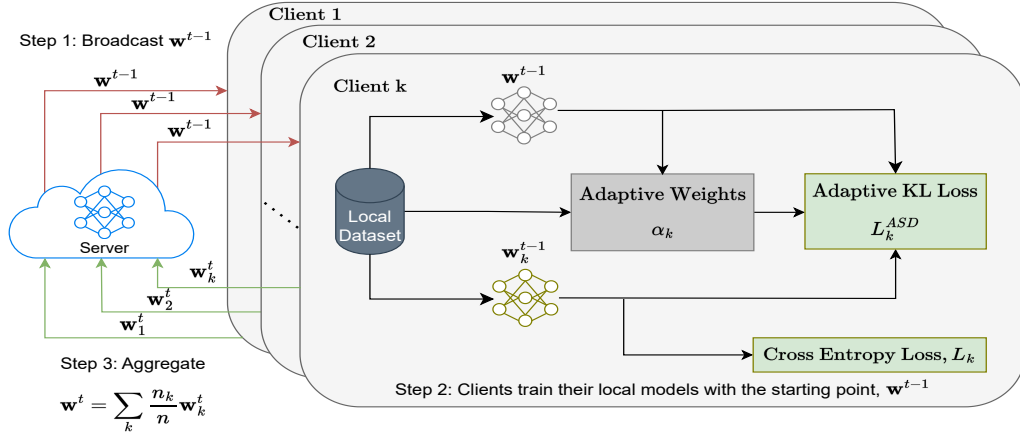 Client 1
Step 1: Broadcast w^{t-1}
Client 2
Client k
w^{t-1}
w^{t-1}
w^{t-1}
w^{t-1}
Local
Dataset
Adaptive Weights
α_k
Adaptive KL Loss
L_k^{ASD}
Server
w_k^{t-1}
w_k^t
w_2^t
w_1^t
Cross Entropy Loss, L_k
Step 3: Aggregate
Step 2: Clients train their local models with the starting point, w^{t-1}
w^t = ∑_k \frac{n_k}{n} w_k^t